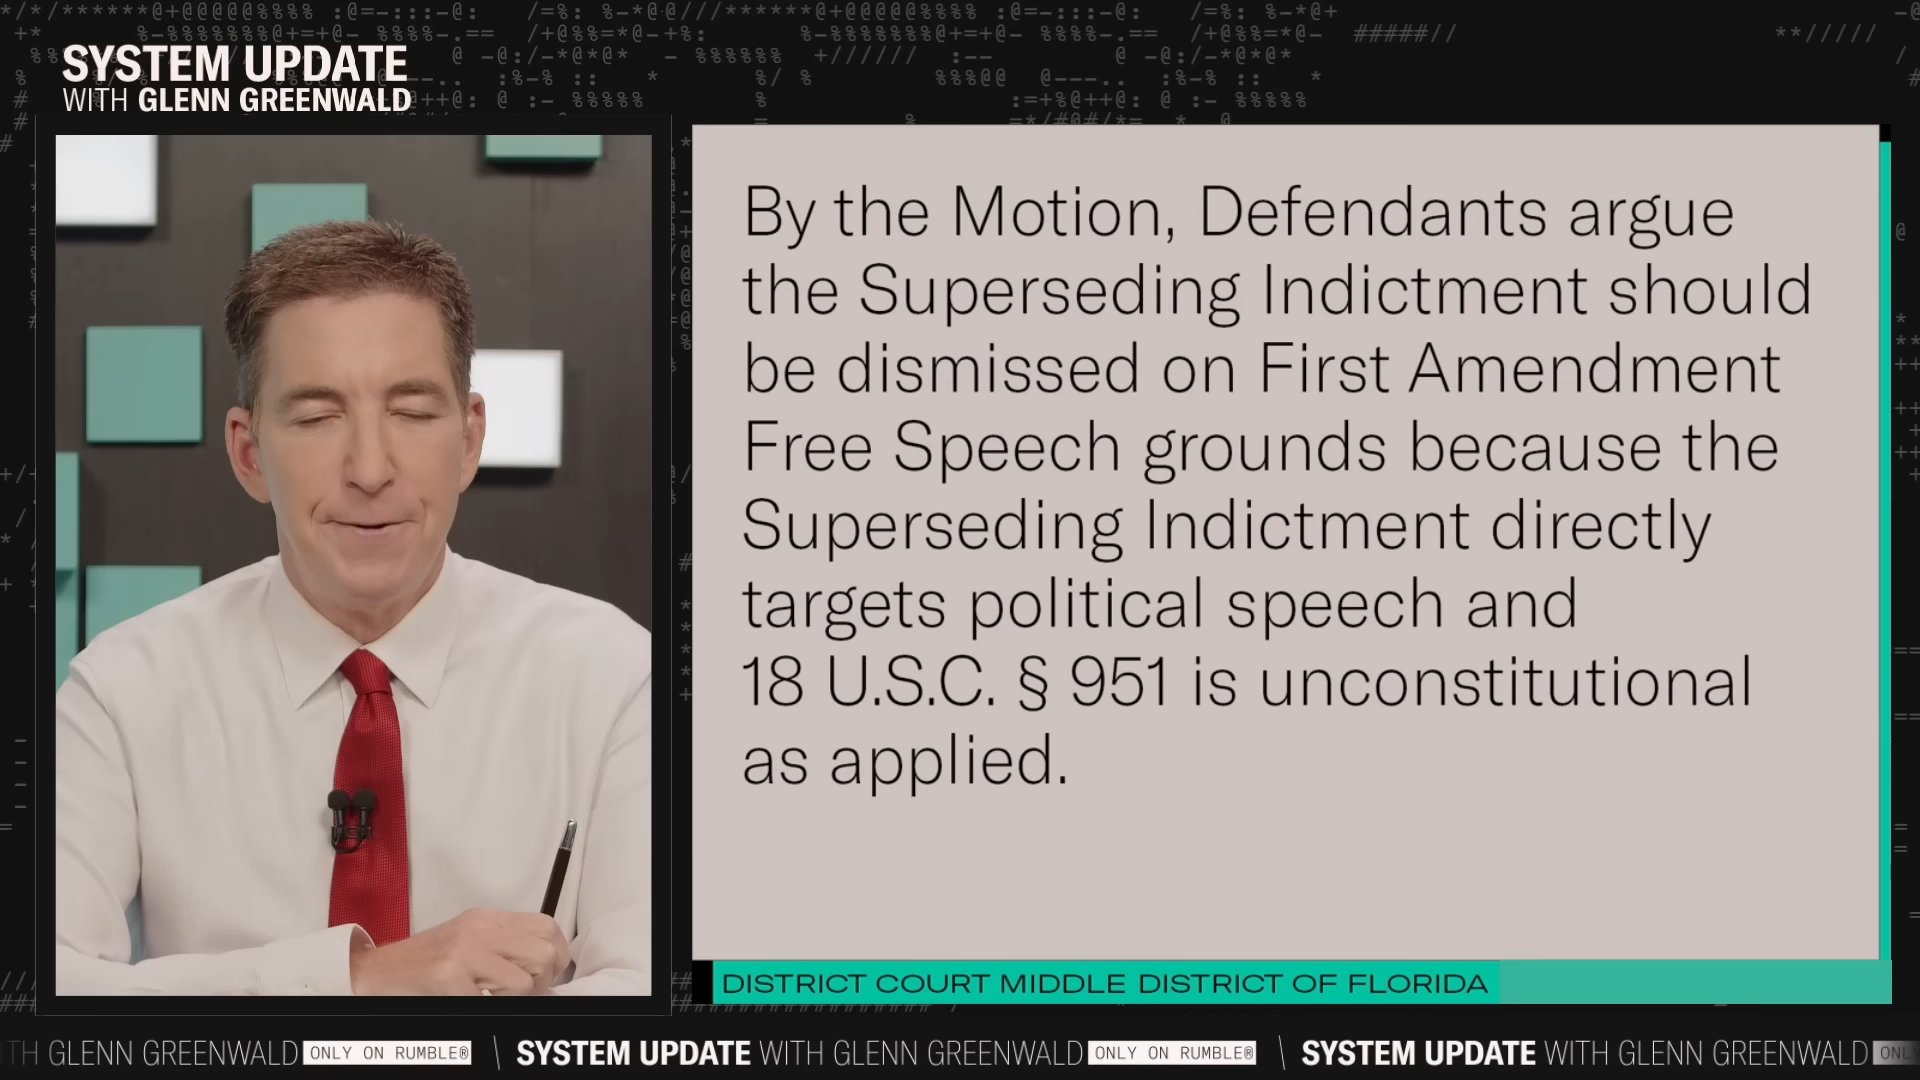 SYSTEM UPDATE
WITH GLENN GREENWALD
By the Motion, Defendants argue
the Superseding Indictment should
be dismissed on First Amendment
Free Speech grounds because the
Superseding Indictment directly
targets political speech and
18 U.S.C. § 951 is unconstitutional
as applied.
DISTRICT COURT MIDDLE DISTRICT OF FLORIDA
TH GLENN GREENWALD ONLY ON RUMBLE® \ SYSTEM UPDATE WITH GLENN GREENWALD ONLY ON RUMBLE® \ SYSTEM UPDATE WITH GLENN GREENWALD ONL